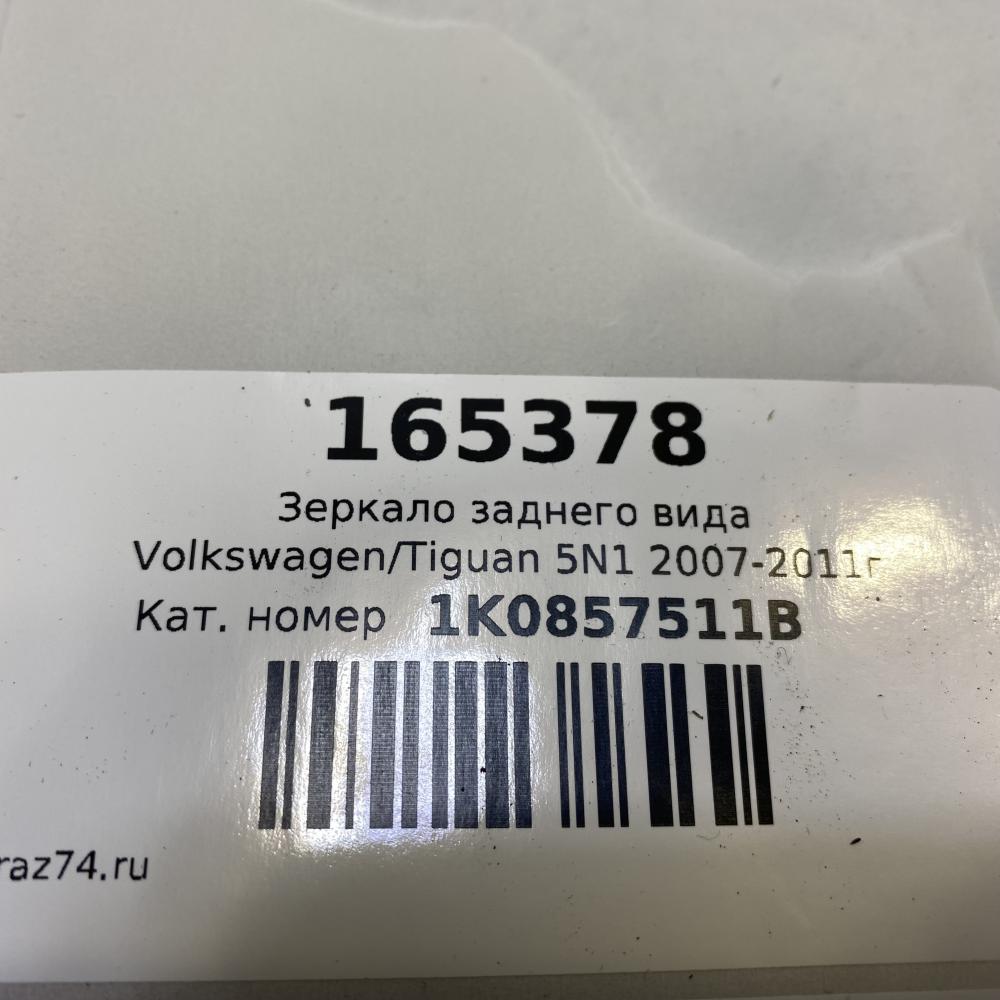 165378
Зеркало заднего вида
Volkswagen/Tiguan 5N1 2007-2011г
Кат. номер 1K0857511B
raz74.ru